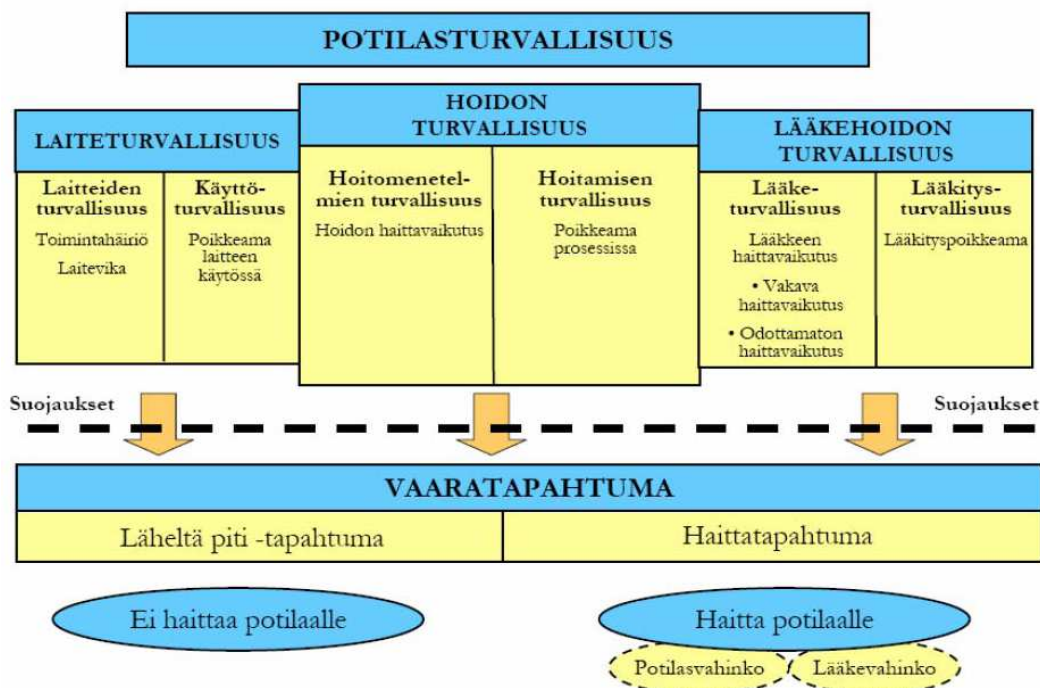 POTILASTURVALLISUUS
LAITETURVALLISUUS
Laitteiden
turvallisuus
Toimintahäiriö
Laitevika
Käyttö-
turvallisuus
Poikkeama
laitteen
käytössä
HOIDON
TURVALLISUUS
Hoitomenetel-
mien turvallisuus
Hoidon haittavaikutus
Hoitamisen
turvallisuus
Poikkeama
prosessissa
LÄÄKEHOIDON
TURVALLISUUS
Lääke-
turvallisuus
Lääkkeen
haittavaikutus
• Vakava
haittavaikutus
• Odottamaton
haittavaikutus
Lääkitys-
turvallisuus
Lääkityspoikkeama
Suojaukset
Suojaukset
VAARATAPAHTUMA
Läheltä piti -tapahtuma
Haittatapahtuma
Ei haittaa potilaalle
Haitta potilaalle
Potilasvahinko
Lääkevahinko